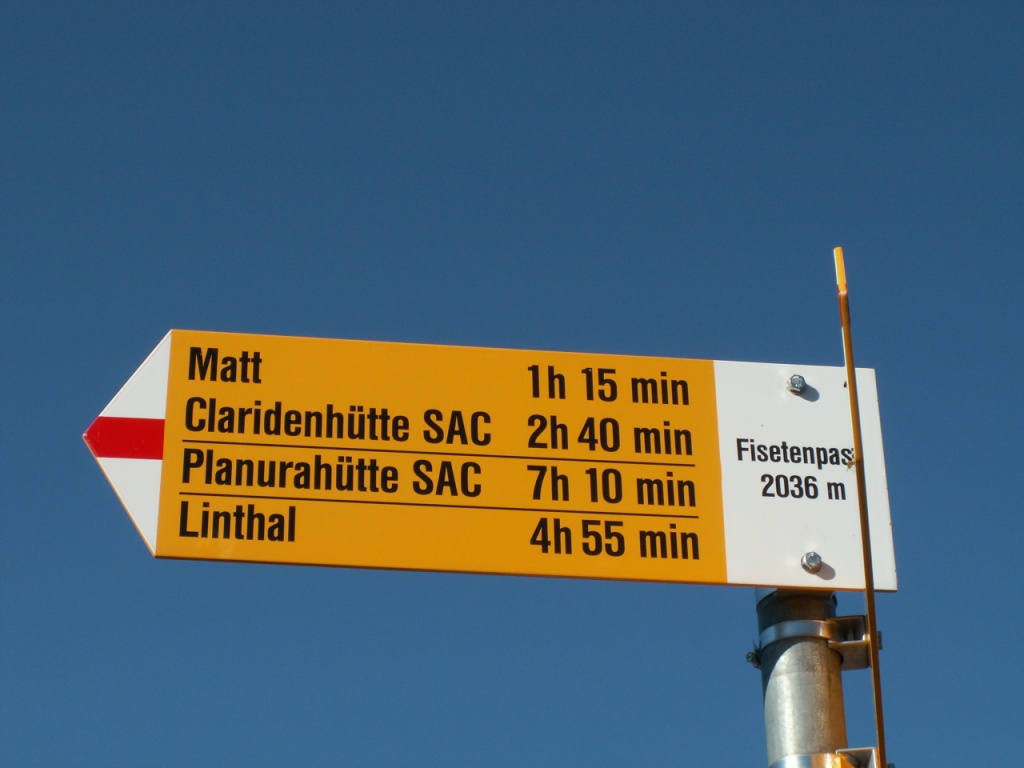 Matt 1h 15 min
Claridenhütte SAC 2h 40 min
Planurahütte SAC 7h 10 min
Linthal 4h 55 min
Fisetenpass
2036 m